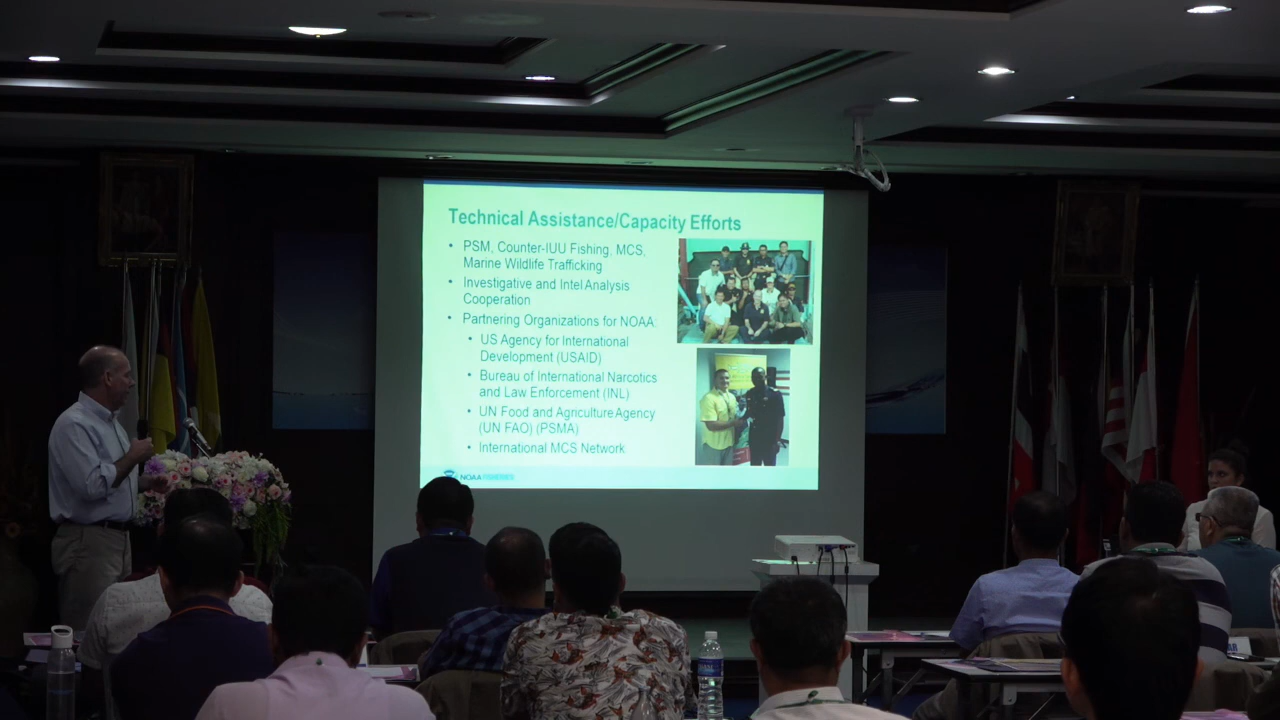 Technical Assistance/Capacity Efforts
• PSM, Counter-IUU Fishing, MCS,
Marine Wildlife Trafficking
• Investigative and Intel Analysis
Cooperation
• Partnering Organizations for NOAA:
• US Agency for International
Development (USAID)
• Bureau of International Narcotics
and Law Enforcement (INL)
• UN Food and Agriculture Agency
(UN FAO) (PSMA)
• International MCS Network
NOAA FISHERIES